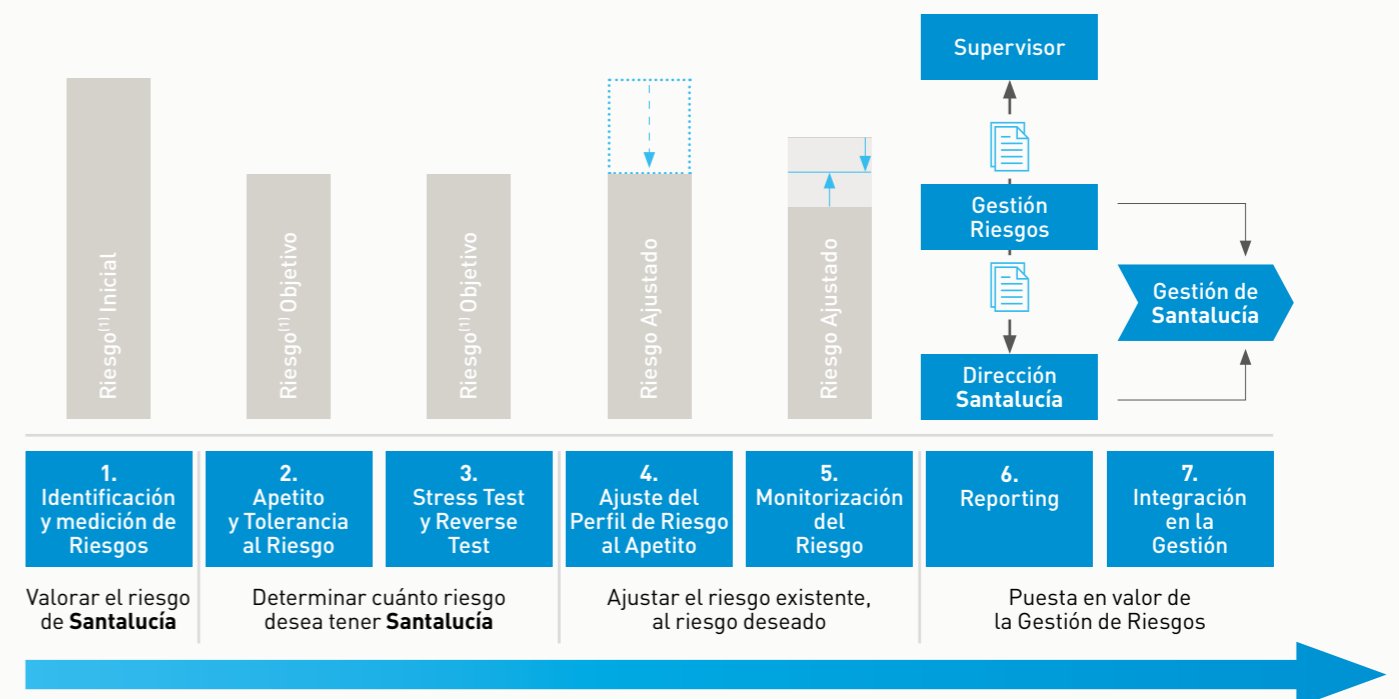 Riesgo(1) Inicial
Riesgo(1) Objetivo
Riesgo(1) Objetivo
Riesgo Ajustado
Riesgo Ajustado
Supervisor
Gestión
Riesgos
Dirección
Santalucía
Gestión de
Santalucía
1.
Identificación
y medición de
Riesgos
2.
Apetito
y Tolerancia
al Riesgo
3.
Stress Test
y Reverse
Test
4.
Ajuste del
Perfil de Riesgo
al Apetito
5.
Monitorización
del
Riesgo
6.
Reporting
7.
Integración
en la
Gestión
Valorar el riesgo
de Santalucía
Determinar cuánto riesgo
desea tener Santalucía
Ajustar el riesgo existente,
al riesgo deseado
Puesta en valor de
la Gestión de Riesgos